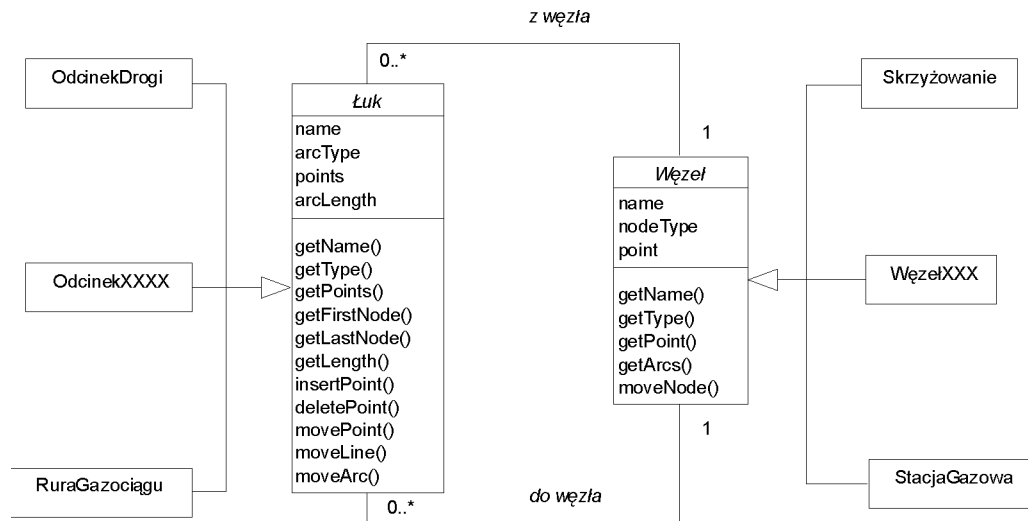 z węzła
0..*
OdcinekDrogi
Łuk
name
arcType
points
arcLength
getName()
getType()
getPoints()
getFirstNode()
getLastNode()
getLength()
insertPoint()
deletePoint()
movePoint()
moveLine()
moveArc()
OdcinekXXXX
RuraGazociągu
0..*
1
Węzeł
name
nodeType
point
getName()
getType()
getPoint()
getArcs()
moveNode()
1
do węzła
Skrzyżowanie
WęzełXXX
StacjaGazowa